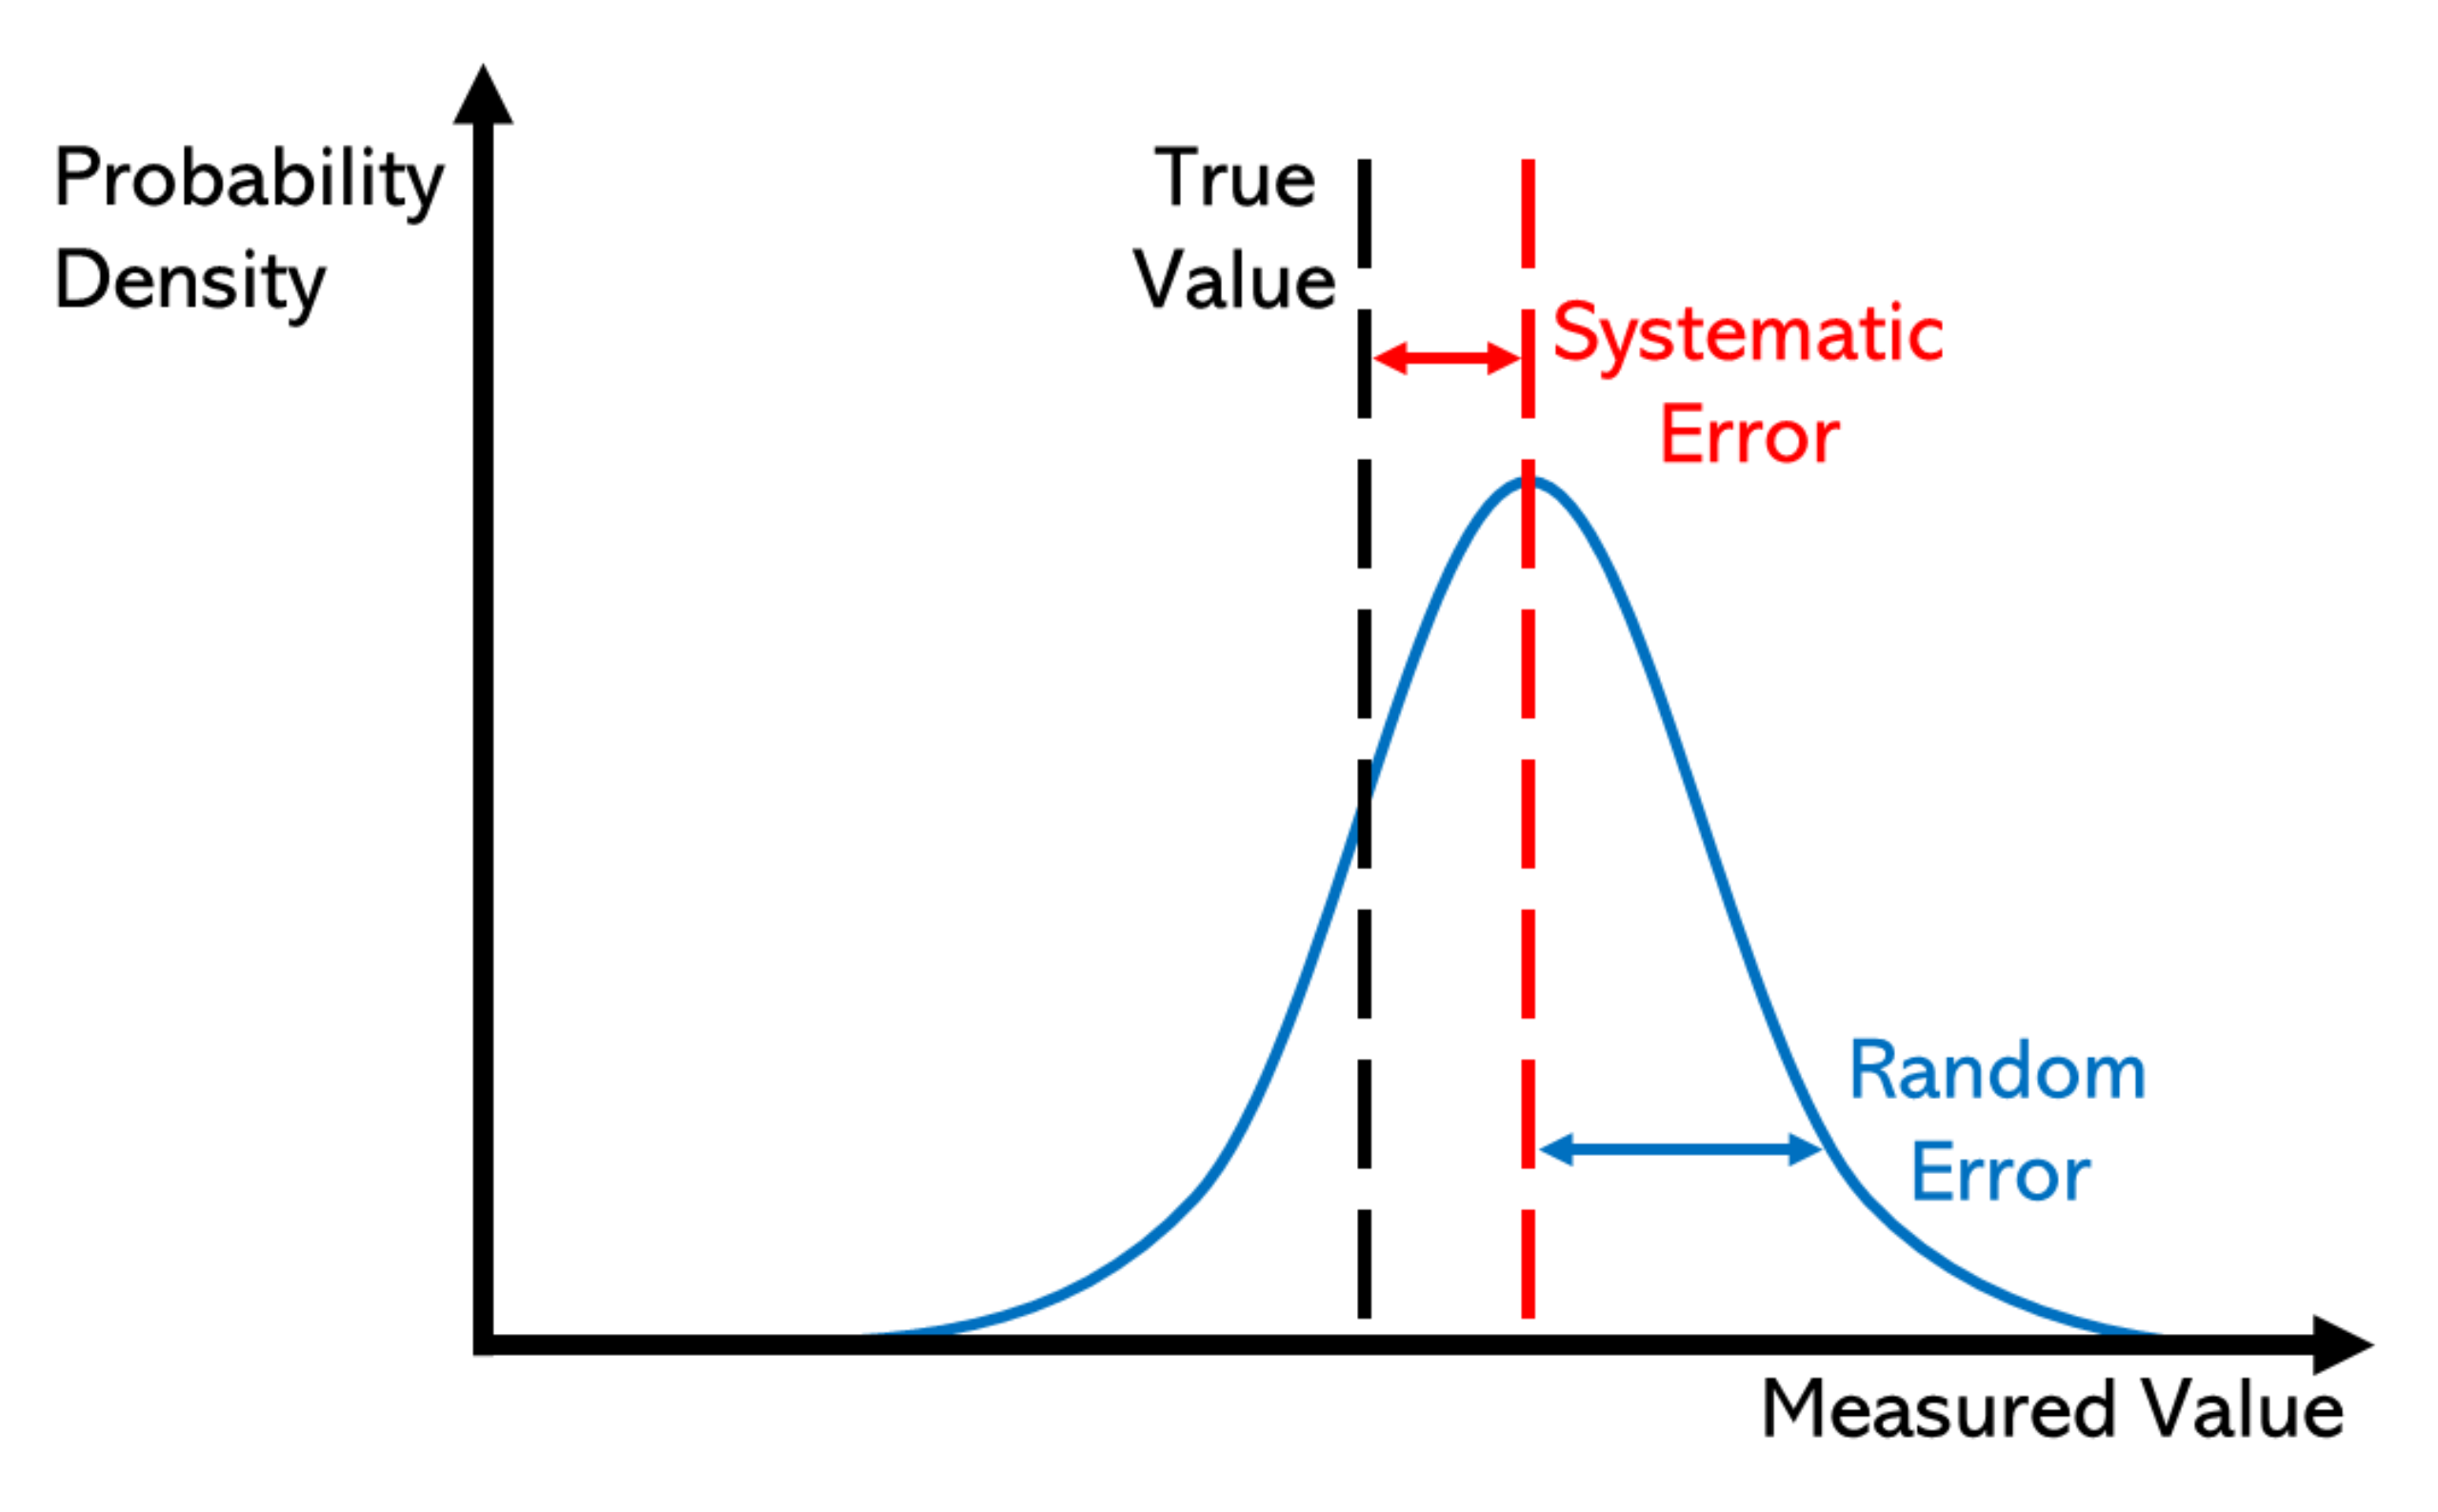 Probability
Density
True
Value
Systematic
Error
Random
Error
Measured Value